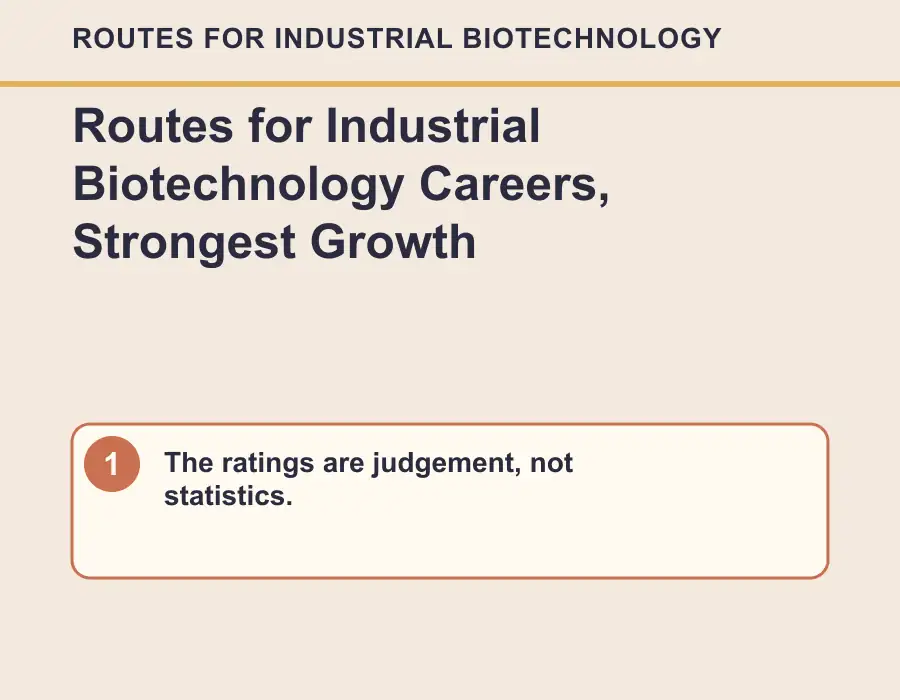 ROUTES FOR INDUSTRIAL BIOTECHNOLOGY
Routes for Industrial
Biotechnology Careers,
Strongest Growth
1
The ratings are judgement, not
statistics.